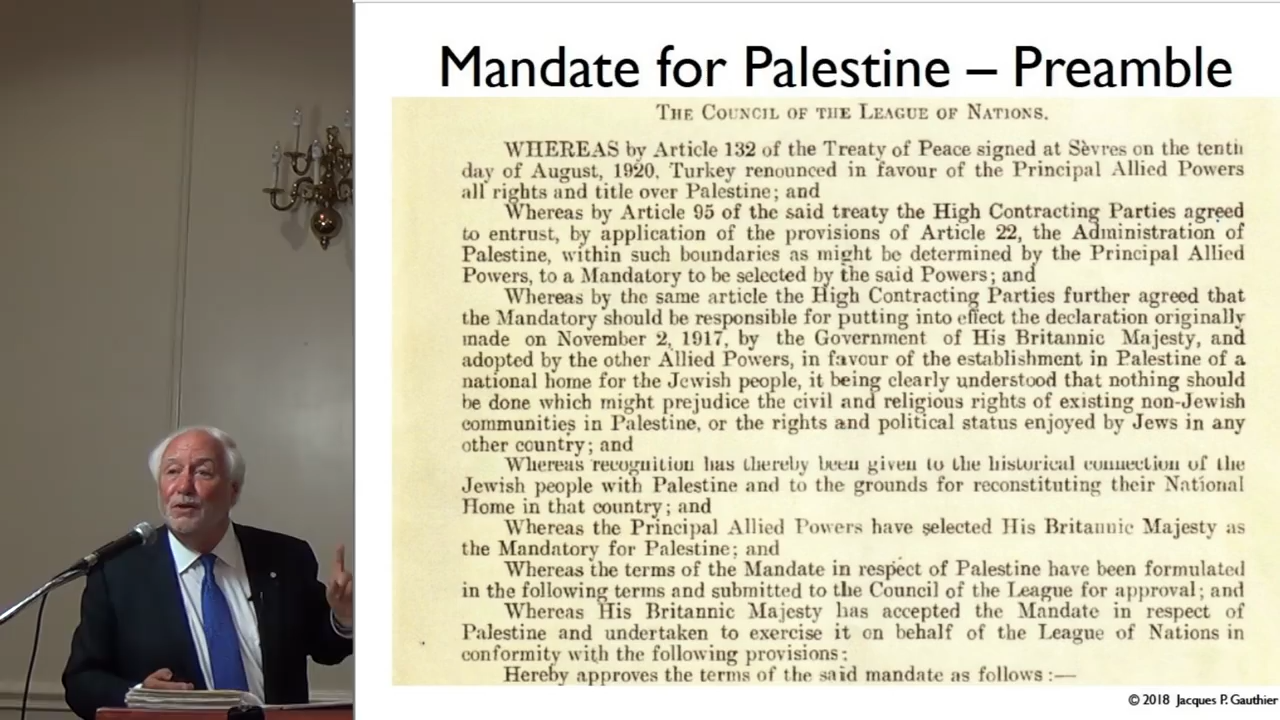 Mandate for Palestine – Preamble
THE COUNCIL OF THE LEAGUE OF NATIONS.
WHEREAS by Article 132 of the Treaty of Peace signed at Sèvres on the tenth
day of August, 1920, Turkey renounced in favour of the Principal Allied Powers
all rights and title over Palestine; and
Whereas by Article 95 of the said treaty the High Contracting Parties agreed
to entrust, by application of the provisions of Article 22, the Administration of
Palestine, within such boundaries as might be determined by the Principal Allied
Powers, to a Mandatory to be selected by the said Powers; and
Whereas by the same article the High Contracting Parties further agreed that
the Mandatory should be responsible for putting into effect the declaration originally
made on November 2, 1917, by the Government of His Britannic Majesty, and
adopted by the other Allied Powers, in favour of the establishment in Palestine of a
national home for the Jewish people, it being clearly understood that nothing should
be done which might prejudice the civil and religious rights of existing non-Jewish
communities in Palestine, or the rights and political status enjoyed by Jews in any
other country; and
Whereas recognition has thereby been given to the historical connection of the
Jewish people with Palestine and to the grounds for reconstituting their National
Home in that country; and
Whereas the Principal Allied Powers have selected His Britannic Majesty as
the Mandatory for Palestine; and
Whereas the terms of the Mandate in respect of Palestine have been formulated
in the following terms and submitted to the Council of the League for approval; and
Whereas His Britannic Majesty has accepted the Mandate in respect of
Palestine and undertaken to exercise it on behalf of the League of Nations in
conformity with the following provisions:
Hereby approves the terms of the said mandate as follows:—
© 2018 Jacques P. Gauthier